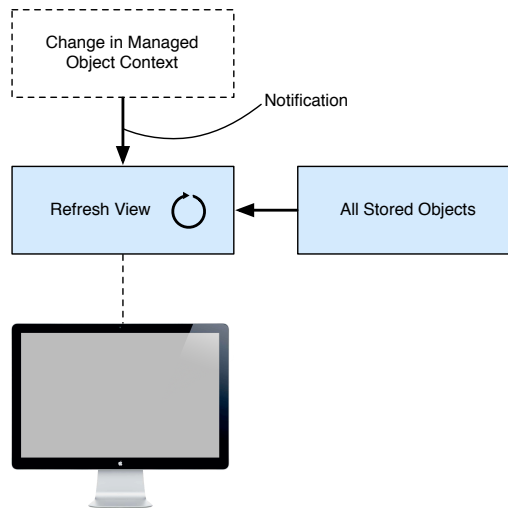 Change in Managed
Object Context
Notification
Refresh View
All Stored Objects